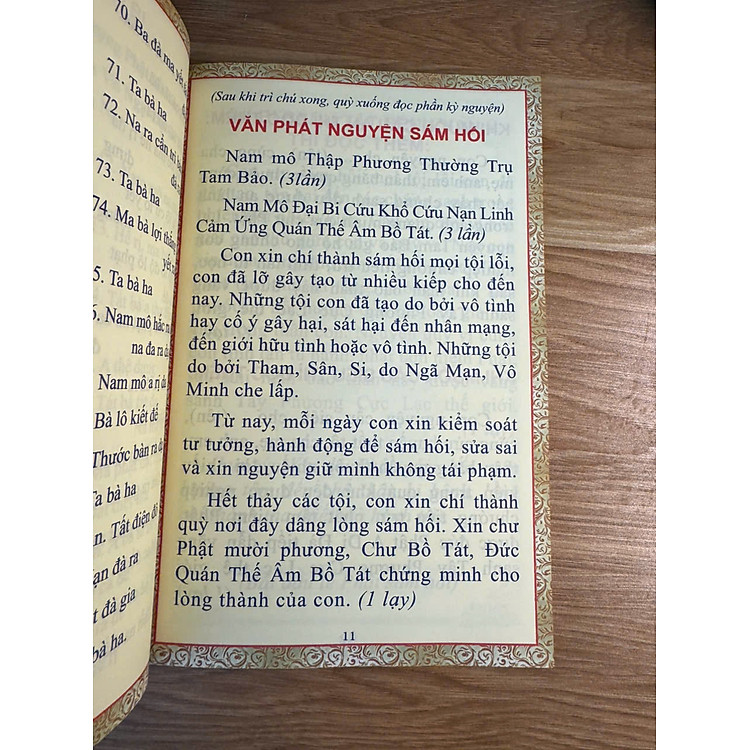 70. Ba đà ma yết
71. Ta bà ha
72. Na ra cẩn trì
73. Ta bà ha
74. Ma bà lợi thắng
yết
5. Ta bà ha
6. Nam mô hắc
na đa ra
Nam mô a rị
Bà lô kiết đế
Thước bàn ra
Ta bà ha
n. Tất điện đô
ạn đà ra
t đà gia
bà ha.
(Sau khi trì chú xong, quỳ xuống đọc phần kỳ nguyện)
VĂN PHÁT NGUYỆN SÁM HỐI
Nam mô Thập Phương Thường Trụ
Tam Bảo. (3lần)
Nam Mô Đại Bi Cứu Khổ Cứu Nạn Linh
Cảm Ứng Quán Thế Âm Bồ Tát. (3 lần)
Con xin chí thành sám hối mọi tội lỗi,
con đã lỡ gây tạo từ nhiều kiếp cho đến
nay. Những tội con đã tạo do bởi vô tình
hay cố ý gây hại, sát hại đến nhân mạng,
đến giới hữu tình hoặc vô tình. Những tội
do bởi Tham, Sân, Si, do Ngã Mạn, Vô
Minh che lấp.
Từ nay, mỗi ngày con xin kiểm soát
tư tưởng, hành động để sám hối, sửa sai
và xin nguyện giữ mình không tái phạm.
Hết thảy các tội, con xin chí thành
quỳ nơi đây dâng lòng sám hối. Xin chư
Phật mười phương, Chư Bồ Tát, Đức
Quán Thế Âm Bồ Tát chứng minh cho
lòng thành của con. (1 lạy)
11